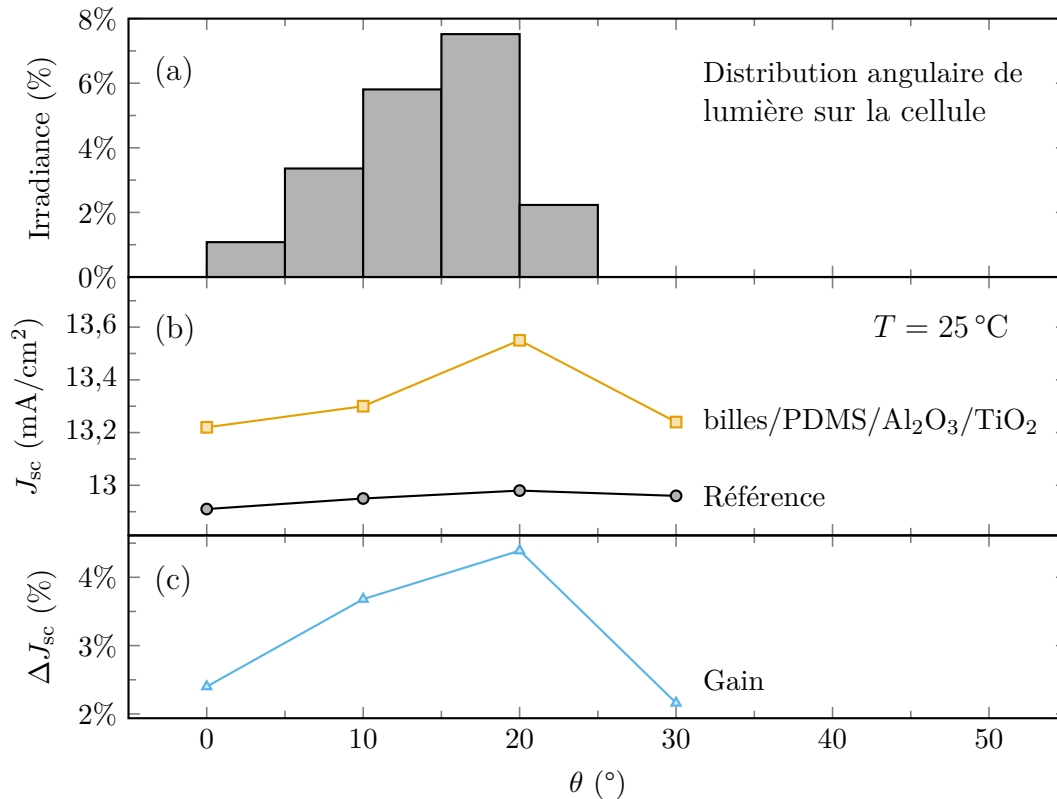 8%
6%
4%
2%
0%
Irradiance (%)
(a)
Distribution angulaire de
lumière sur la cellule
13,6
13,4
13,2
13
J_sc (mA/cm²)
(b)
T = 25 °C
billes/PDMS/Al₂O₃/TiO₂
Référence
4%
3%
2%
ΔJ_sc (%)
(c)
Gain
0 10 20 30 40 50
θ (°)